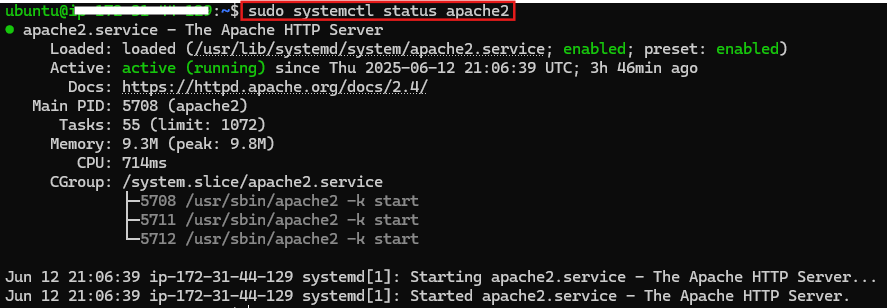 ubuntu@ip-172-31-44-129:~$ sudo systemctl status apache2
● apache2.service - The Apache HTTP Server
Loaded: loaded (/usr/lib/systemd/system/apache2.service; enabled; preset: enabled)
Active: active (running) since Thu 2025-06-12 21:06:39 UTC; 3h 46min ago
Docs: https://httpd.apache.org/docs/2.4/
Main PID: 5708 (apache2)
Tasks: 55 (limit: 1072)
Memory: 9.3M (peak: 9.8M)
CPU: 714ms
CGroup: /system.slice/apache2.service
├─5708 /usr/sbin/apache2 -k start
├─5711 /usr/sbin/apache2 -k start
└─5712 /usr/sbin/apache2 -k start
Jun 12 21:06:39 ip-172-31-44-129 systemd[1]: Starting apache2.service - The Apache HTTP Server...
Jun 12 21:06:39 ip-172-31-44-129 systemd[1]: Started apache2.service - The Apache HTTP Server.